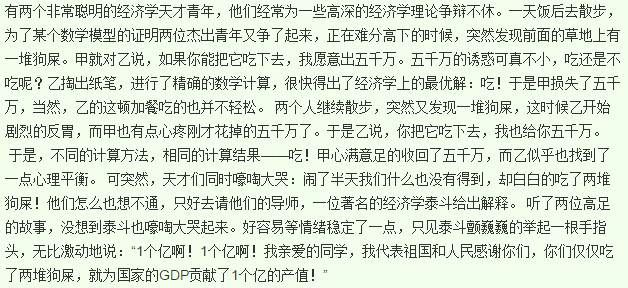 有两个非常聪明的经济学天才青年，他们经常为一些高深的经济学理论争辩不休。一天饭后去散步，
为了某个数学模型的证明两位杰出青年又争了起来，正在难分高下的时候，突然发现前面的草地上有
一堆狗屎。甲就对乙说，如果你能把它吃下去，我愿意出五千万。五千万的诱惑可真不小，吃还是不
吃呢？乙掏出纸笔，进行了精确的数学计算，很快得出了经济学上的最优解：吃！于是甲损失了五千
万，当然，乙的这顿加餐吃的也并不轻松。 两个人继续散步，突然又发现一堆狗屎，这时候乙开始
剧烈的反胃，而甲也有点心疼刚才花掉的五千万了。于是乙说，你把它吃下去，我也给你五千万。
于是，不同的计算方法，相同的计算结果——吃！甲心满意足的收回了五千万，而乙似乎也找到了
一点心理平衡。 可突然，天才们同时嚎啕大哭：闹了半天我们什么也没有得到，却白白的吃了两堆
狗屎！他们怎么也想不通，只好去请他们的导师，一位著名的经济学泰斗给出解释。 听了两位高足
的故事，没想到泰斗也嚎啕大哭起来。好容易等情绪稳定了一点，只见泰斗颤巍巍的举起一根手指
头，无比激动地说：“1个亿啊！1个亿啊！我亲爱的同学，我代表祖国和人民感谢你们，你们仅仅吃
了两堆狗屎，就为国家的GDP贡献了1个亿的产值！”